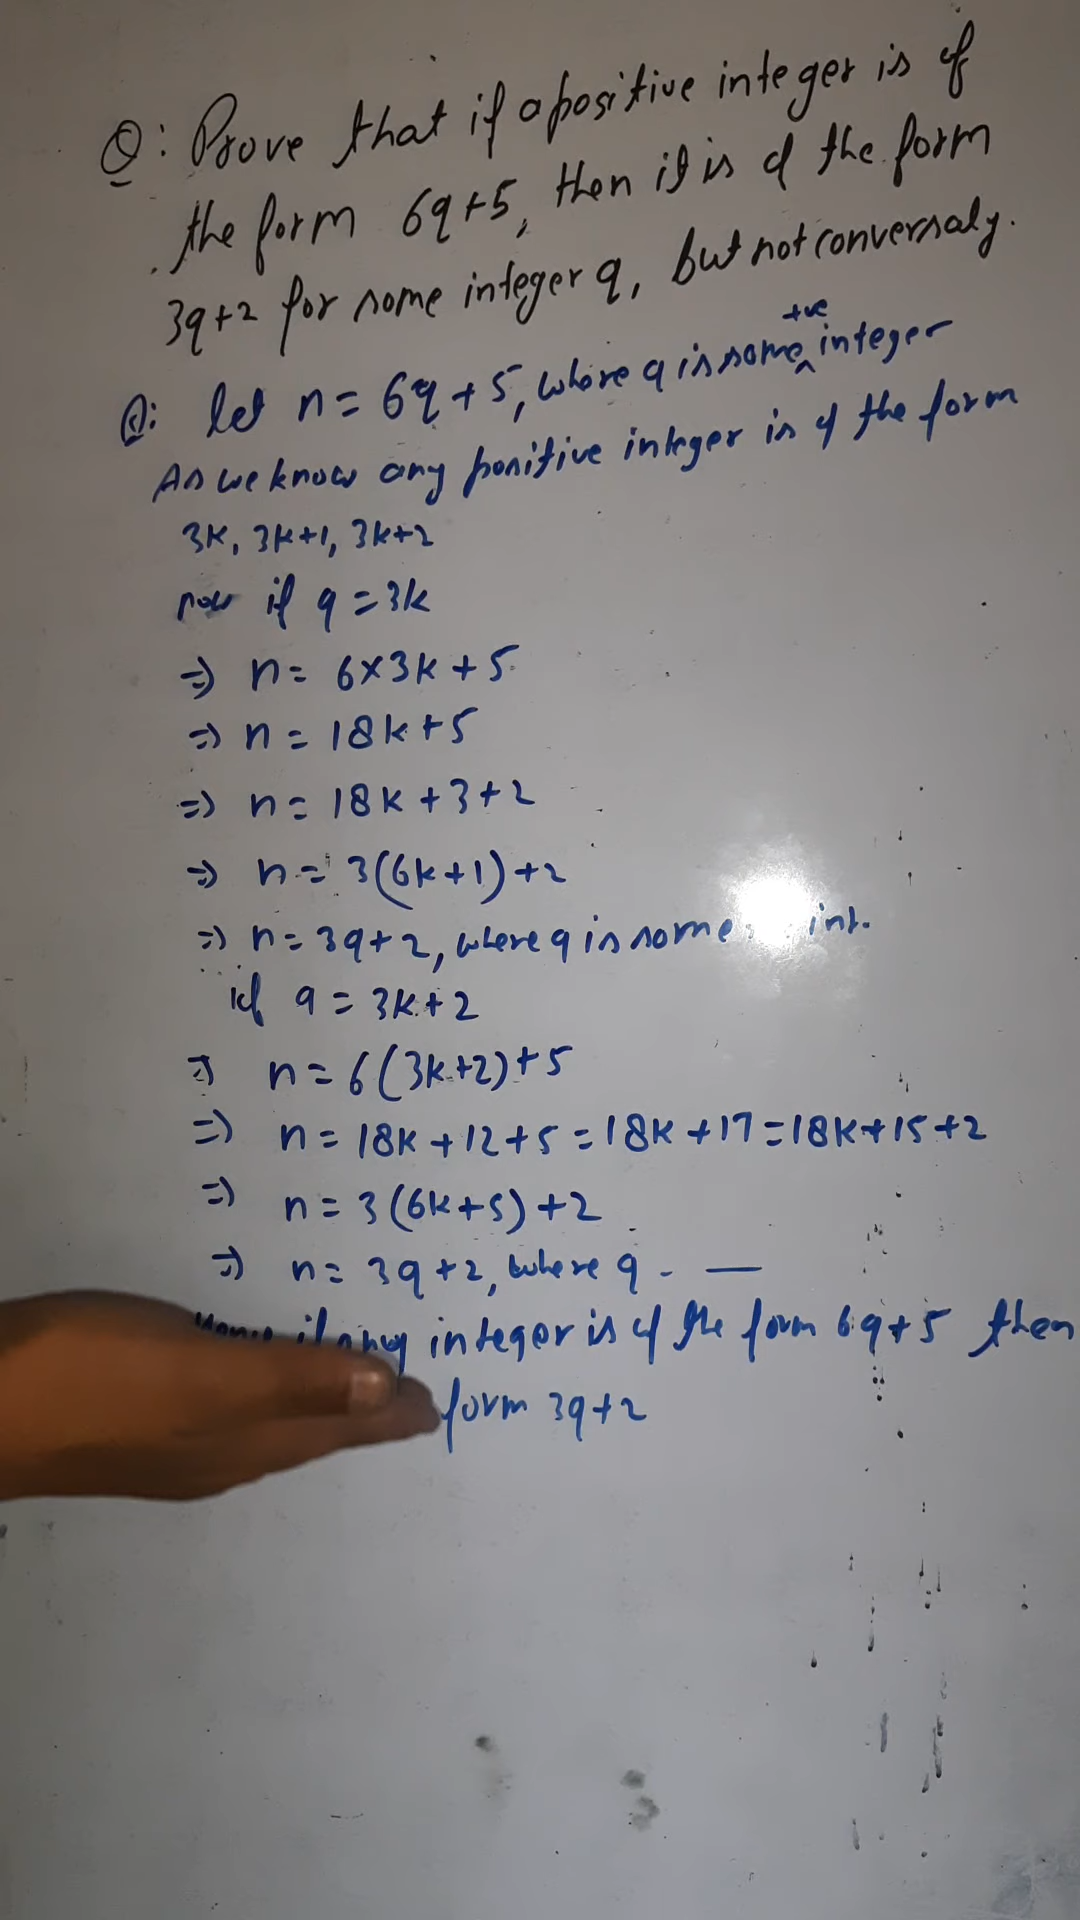 Q: Prove that if a positive integer is of
the form 6q+5, then it is of the form
3q+2 for some integer q, but not conversaly.
Q: let n = 6q + 5, where q is some +ve integer
As we know any positive integer is of the form
3k, 3k+1, 3k+2
now if q = 3k
=> n = 6×3k + 5
=> n = 18k + 5
=> n = 18k + 3 + 2
=> n = 3(6k+1) + 2
=> n = 3q + 2, where q is some int.
if q = 3k + 2
=> n = 6(3k+2) + 5
=> n = 18k + 12 + 5 = 18k + 17 = 18k + 15 + 2
=> n = 3(6k+5) + 2
=> n = 3q + 2, where q - —
if any integer is of the form 6q+5 then
form 3q+2